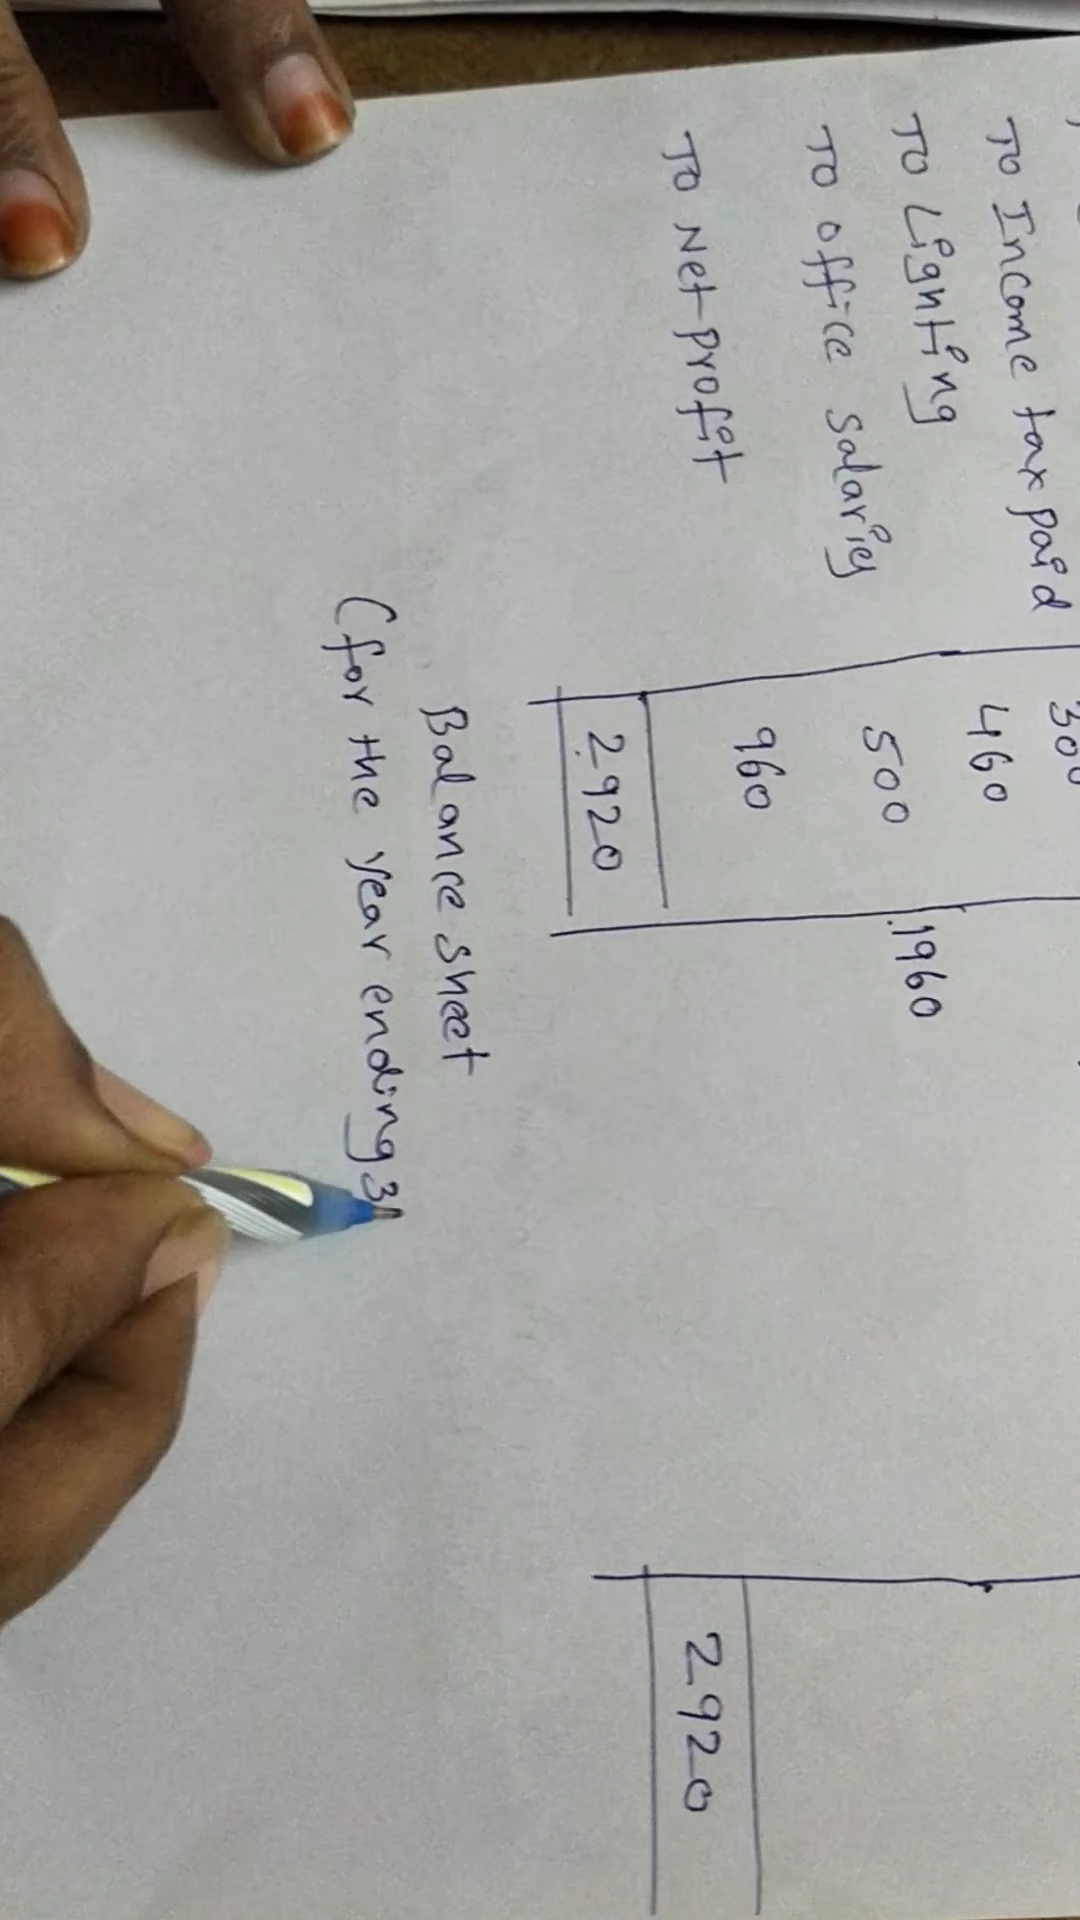 To Income tax paid 300
To Lighting 460
To office salaries 500 1960
To Net profit 960
2920 2920
Balance sheet
(for the year ending 3